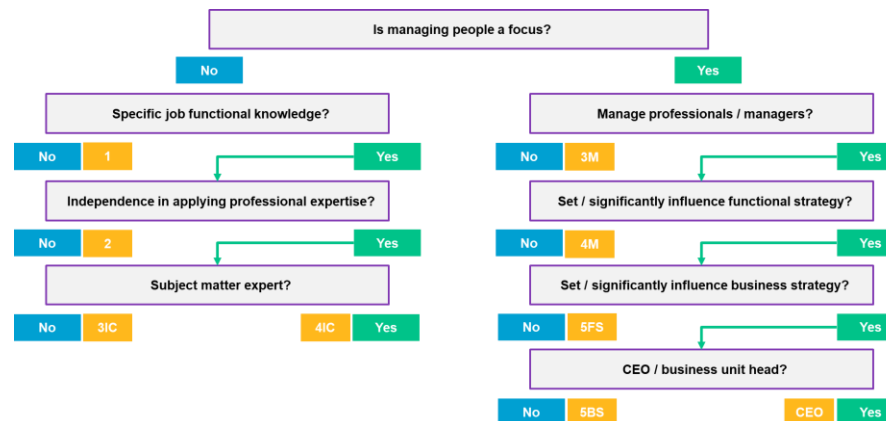 Is managing people a focus?
No
Yes
Specific job functional knowledge?
Manage professionals / managers?
No 1 Yes
No 3M Yes
Independence in applying professional expertise?
Set / significantly influence functional strategy?
No 2 Yes
No 4M Yes
Subject matter expert?
Set / significantly influence business strategy?
No 3IC 4IC Yes
No 5FS Yes
CEO / business unit head?
No 5BS CEO Yes